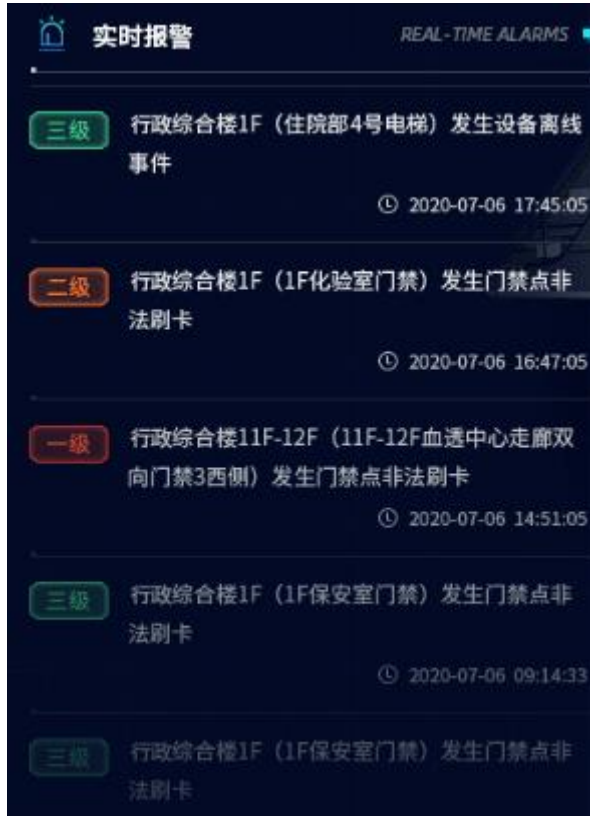 实时报警 REAL-TIME ALARMS
三级 行政综合楼1F（住院部4号电梯）发生设备离线
事件
2020-07-06 17:45:05
二级 行政综合楼1F（1F化验室门禁）发生门禁点非
法刷卡
2020-07-06 16:47:05
一级 行政综合楼11F-12F（11F-12F血透中心走廊双
向门禁3西侧）发生门禁点非法刷卡
2020-07-06 14:51:05
三级 行政综合楼1F（1F保安室门禁）发生门禁点非
法刷卡
2020-07-06 09:14:33
三级 行政综合楼1F（1F保安室门禁）发生门禁点非
法刷卡